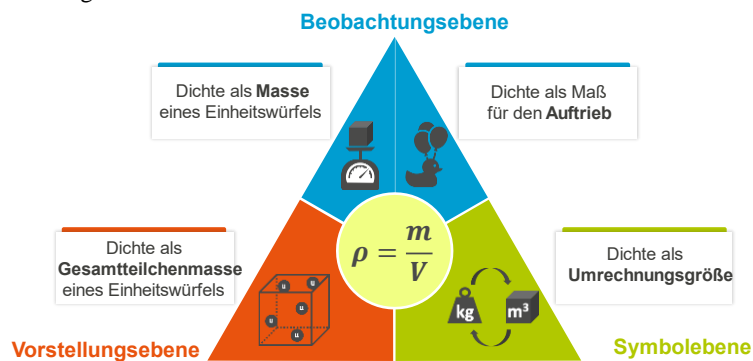 Beobachtungsebene
Dichte als Masse
eines Einheitswürfels
Dichte als Maß
für den Auftrieb
Dichte als
Gesamtteilchenmasse
eines Einheitswürfels
ρ = m/V
Dichte als
Umrechnungsgröße
u
u
u
u
u
kg
m³
Vorstellungsebene
Symbolebene